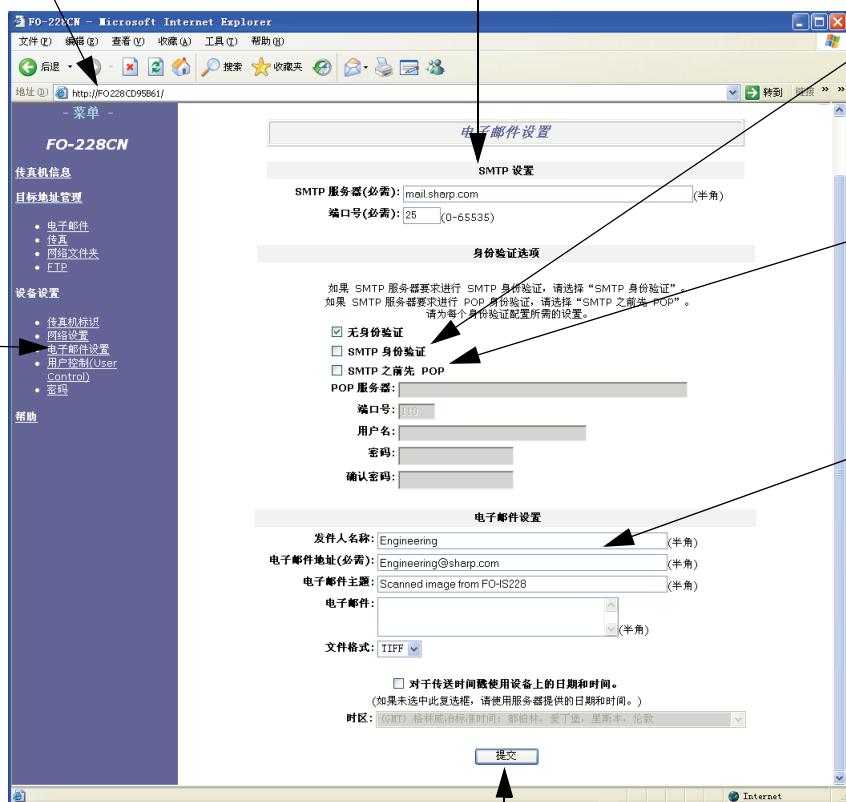 FO-228CN - Microsoft Internet Explorer
文件(F) 编辑(E) 查看(V) 收藏(A) 工具(T) 帮助(H)
后退 搜索 收藏夹
地址(D) http://FO228CD95B61/ 转到 链接 »
- 菜单 -
FO-228CN
传真机信息
目标地址管理
• 电子邮件
• 传真
• 网络文件夹
• FTP
设备设置
• 传真机标识
• 网络设置
• 电子邮件设置
• 用户控制(User
Control)
• 密码
帮助
电子邮件设置
SMTP 设置
SMTP 服务器(必需): mail.sharp.com (半角)
端口号(必需): 25 (0-65535)
身份验证选项
如果 SMTP 服务器要求进行 SMTP 身份验证，请选择“SMTP 身份验证”。
如果 SMTP 服务器要求进行 POP 身份验证，请选择“SMTP 之前先 POP”。
请为每个身份验证配置所需的设置。
无身份验证
SMTP 身份验证
SMTP 之前先 POP
POP 服务器:
端口号: 110
用户名:
密码:
确认密码:
电子邮件设置
发件人名称: Engineering (半角)
电子邮件地址(必需): Engineering@sharp.com (半角)
电子邮件主题: Scanned image from FO-IS228 (半角)
电子邮件: (半角)
文件格式: TIFF
对于传送时间戳使用设备上的日期和时间。
(如果未选中此复选框，请使用服务器提供的日期和时间。)
时区: (GMT) 格林威治标准时间: 都柏林, 爱丁堡, 里斯本, 伦敦
提交
Internet